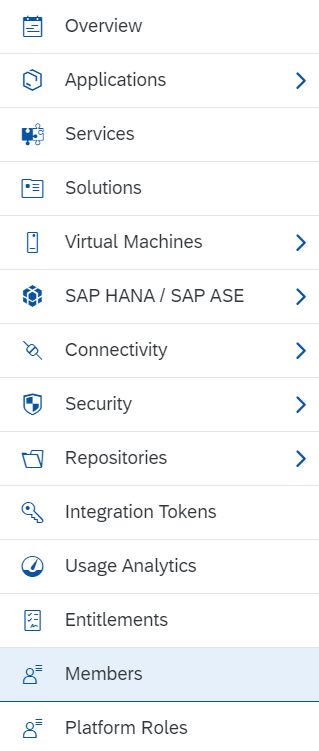 Overview
Applications
Services
Solutions
Virtual Machines
SAP HANA / SAP ASE
Connectivity
Security
Repositories
Integration Tokens
Usage Analytics
Entitlements
Members
Platform Roles